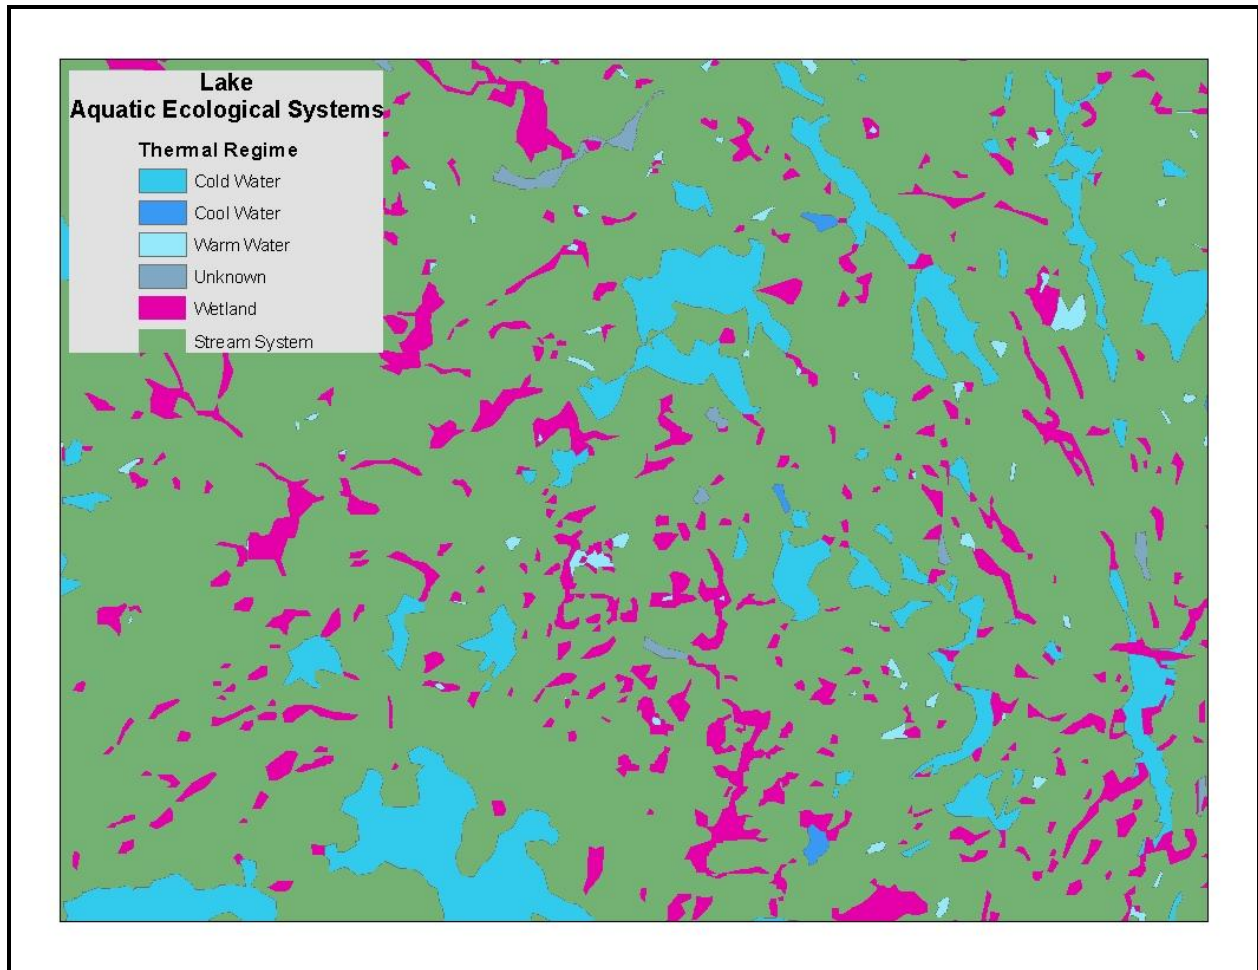 Lake
Aquatic Ecological Systems
Thermal Regime
Cold Water
Cool Water
Warm Water
Unknown
Wetland
Stream System